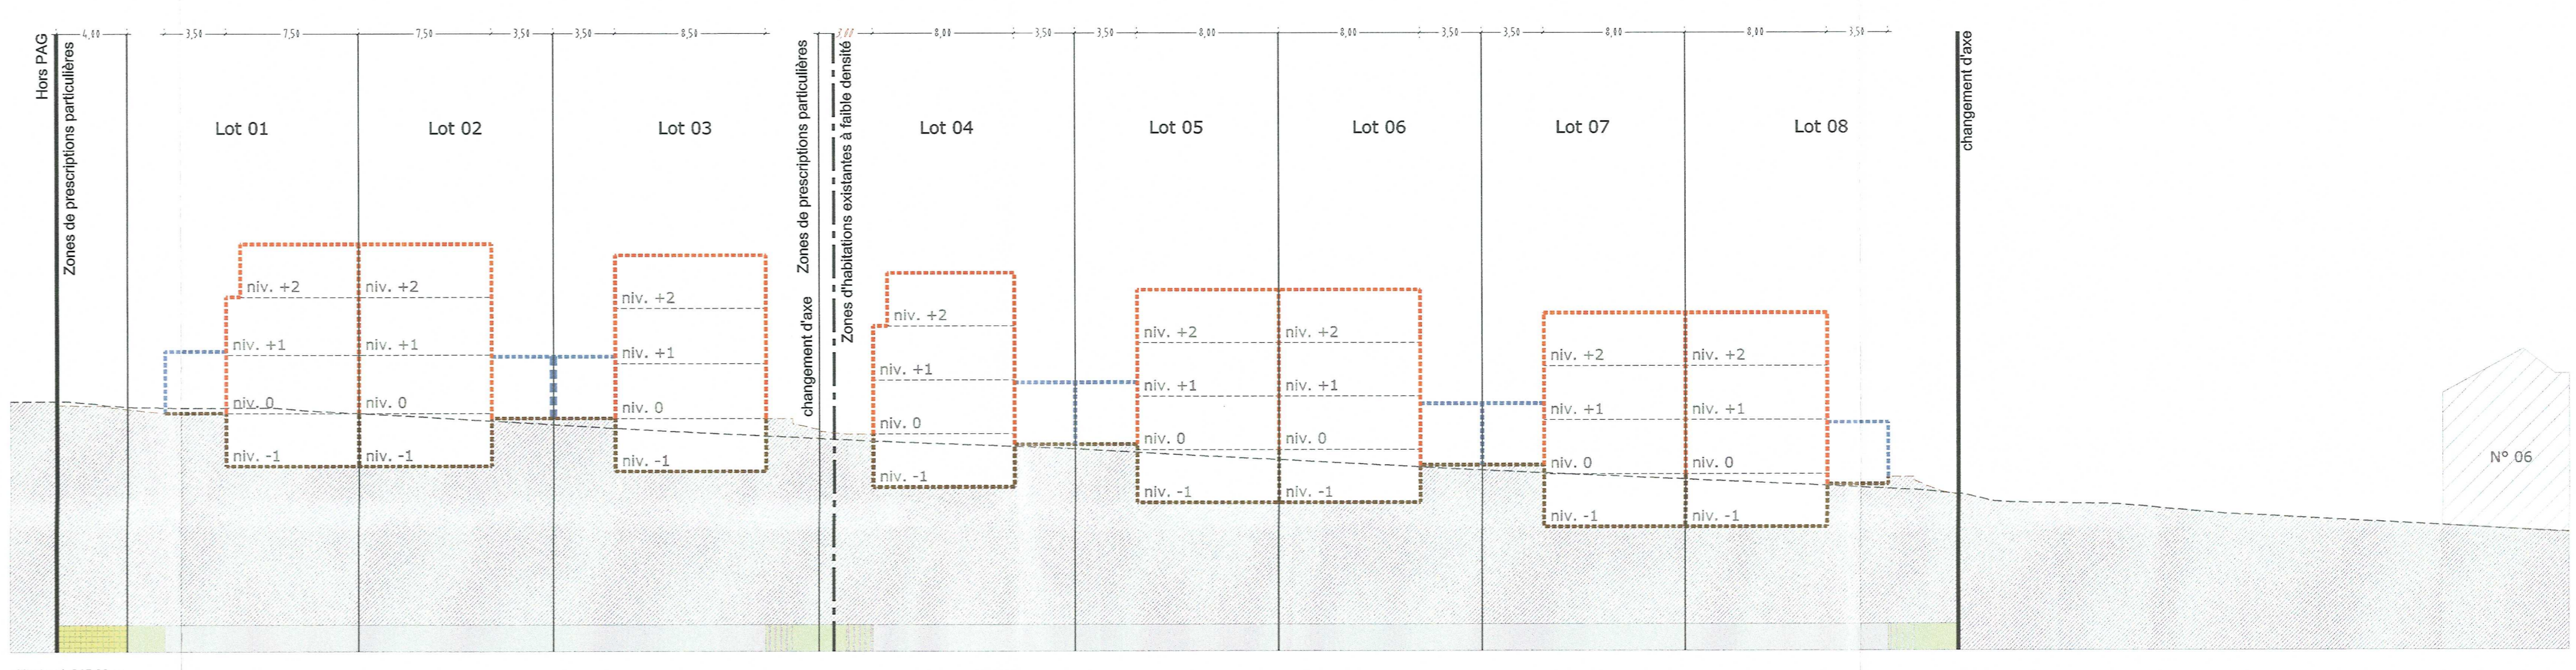 4,00 3,50 7,50 7,50 3,50 3,50 8,50 8,00 3,50 3,50 8,00 8,00 3,50 3,50 8,00 8,00 3,50
Hors PAG
Zones de prescriptions particulières
Zones de prescriptions particulières
changement d'axe
Zones d'habitations existantes à faible densité
changement d'axe
Lot 01 Lot 02 Lot 03 Lot 04 Lot 05 Lot 06 Lot 07 Lot 08
niv. +2
niv. +1
niv. 0
niv. -1
niv. +2
niv. +1
niv. 0
niv. -1
niv. +2
niv. +1
niv. 0
niv. -1
niv. +2
niv. +1
niv. 0
niv. -1
niv. +2
niv. +1
niv. 0
niv. -1
niv. +2
niv. +1
niv. 0
niv. -1
niv. +2
niv. +1
niv. 0
niv. -1
niv. +2
niv. +1
niv. 0
niv. -1
N° 06